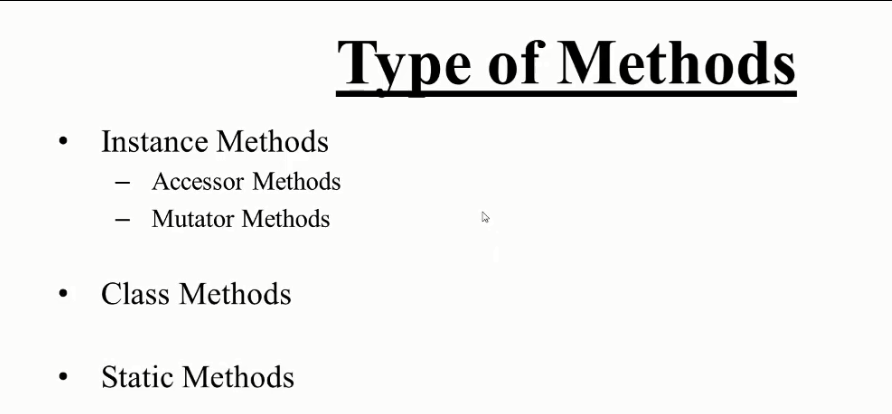 Type of Methods
• Instance Methods
– Accessor Methods
– Mutator Methods
• Class Methods
• Static Methods